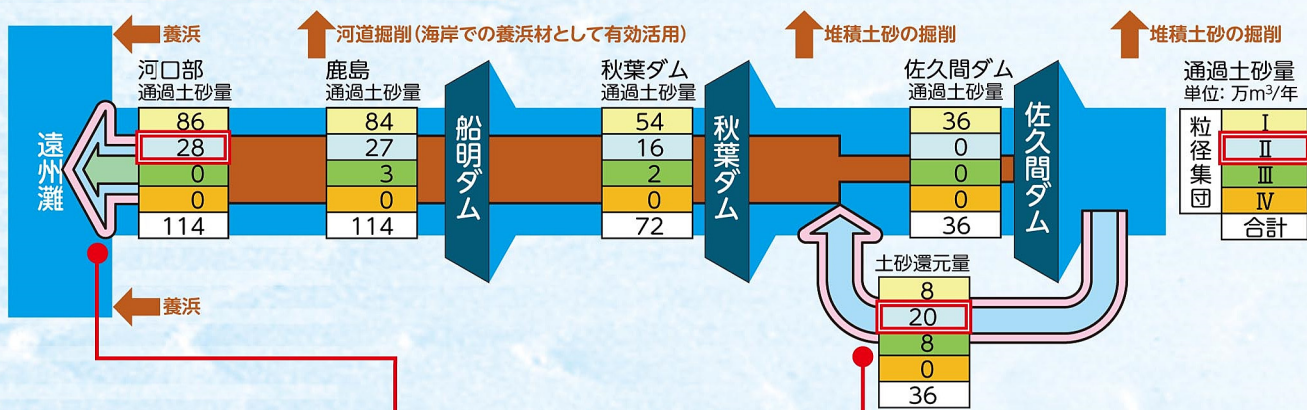 養浜
河道掘削(海岸での養浜材として有効活用)
堆積土砂の掘削
堆積土砂の掘削
河口部
通過土砂量
86
28
0
0
114
鹿島
通過土砂量
84
27
3
0
114
秋葉ダム
通過土砂量
54
16
2
0
72
佐久間ダム
通過土砂量
36
0
0
0
36
通過土砂量
単位：万m³/年
粒径集団
Ⅰ
Ⅱ
Ⅲ
Ⅳ
合計
遠州灘
船明ダム
秋葉ダム
佐久間ダム
土砂還元量
8
20
8
0
36
養浜